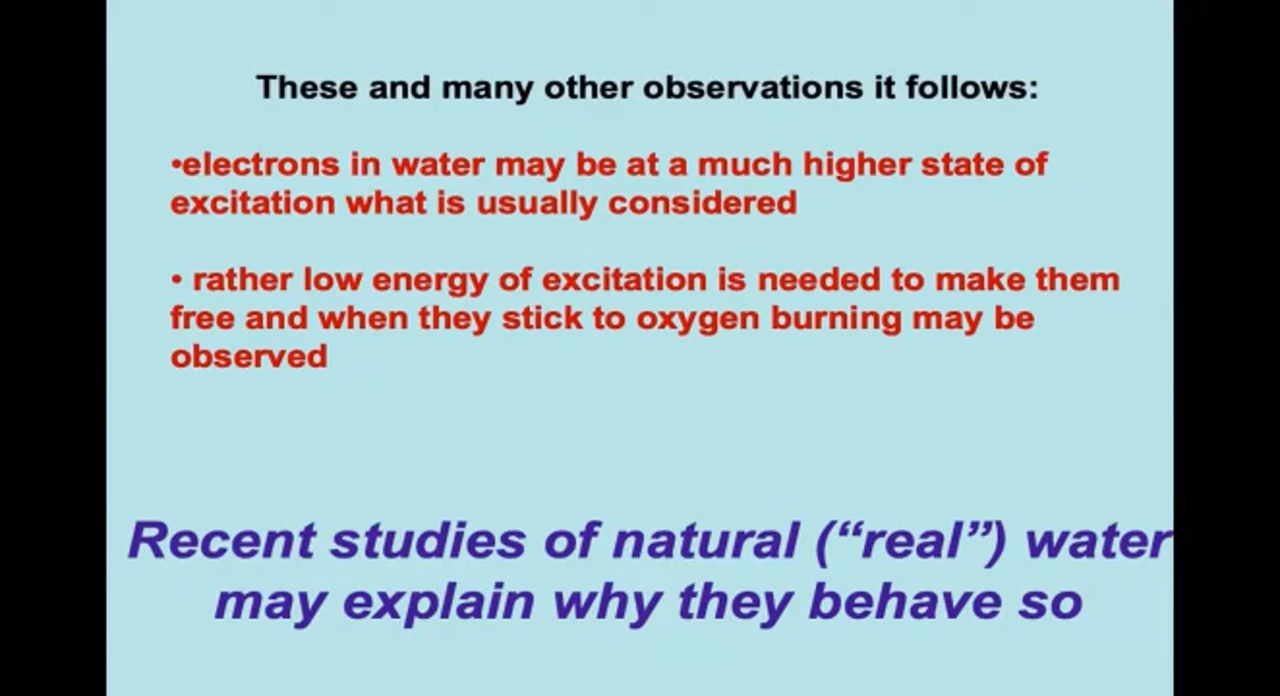 These and many other observations it follows:
•electrons in water may be at a much higher state of
excitation what is usually considered
• rather low energy of excitation is needed to make them
free and when they stick to oxygen burning may be
observed
Recent studies of natural (“real”) water
may explain why they behave so